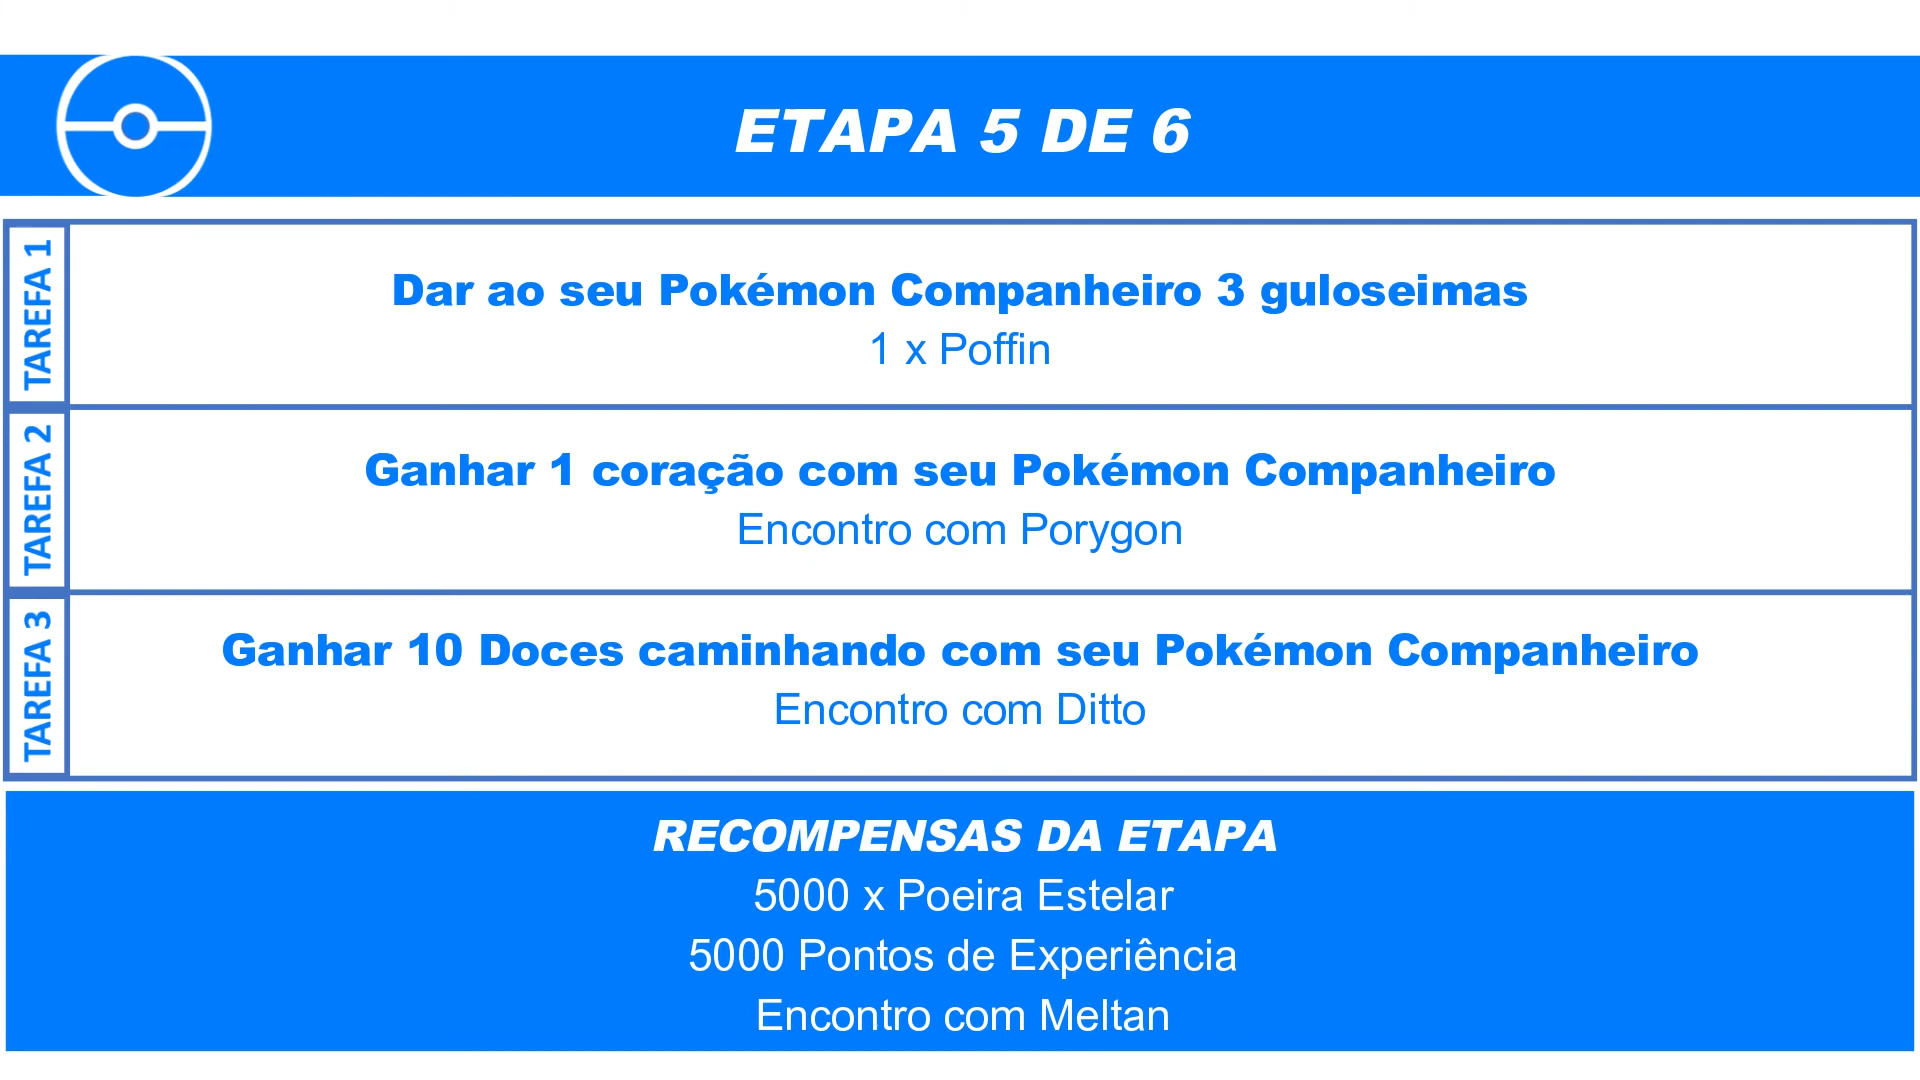 ETAPA 5 DE 6
TAREFA 1
Dar ao seu Pokémon Companheiro 3 guloseimas
1 x Poffin
TAREFA 2
Ganhar 1 coração com seu Pokémon Companheiro
Encontro com Porygon
TAREFA 3
Ganhar 10 Doces caminhando com seu Pokémon Companheiro
Encontro com Ditto
RECOMPENSAS DA ETAPA
5000 x Poeira Estelar
5000 Pontos de Experiência
Encontro com Meltan